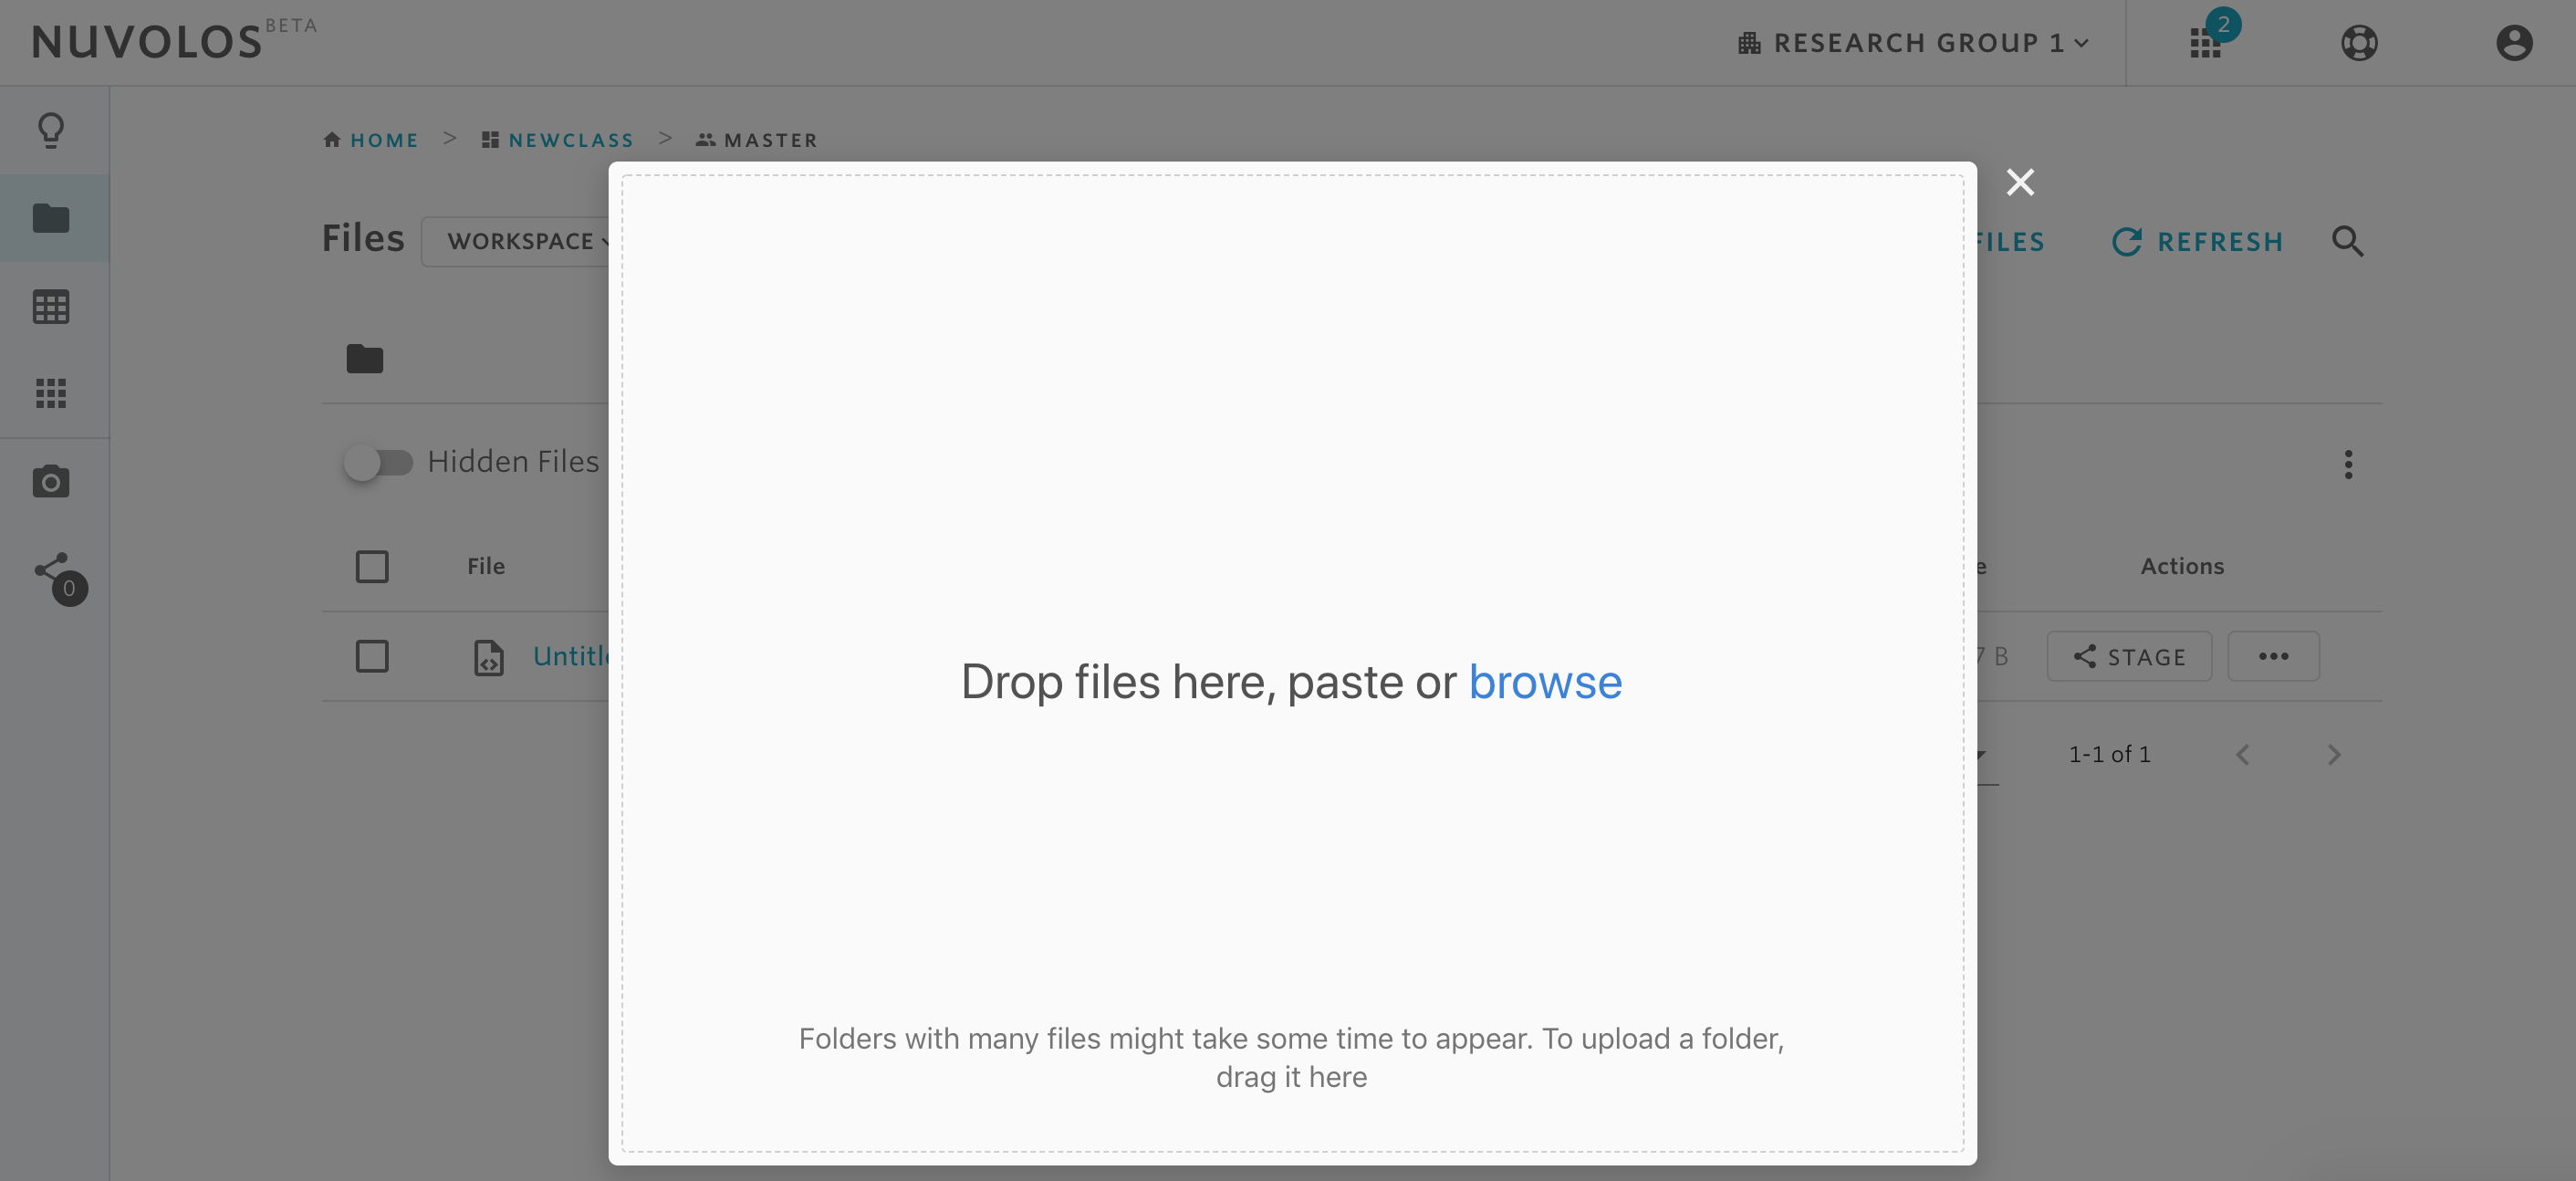 NUVOLOS BETA
RESEARCH GROUP 1
2
HOME > NEWCLASS > MASTER
Files WORKSPACE
FILES REFRESH
Hidden Files
0
File
Actions
7 B STAGE
1-1 of 1
Drop files here, paste or browse
Folders with many files might take some time to appear. To upload a folder,
drag it here